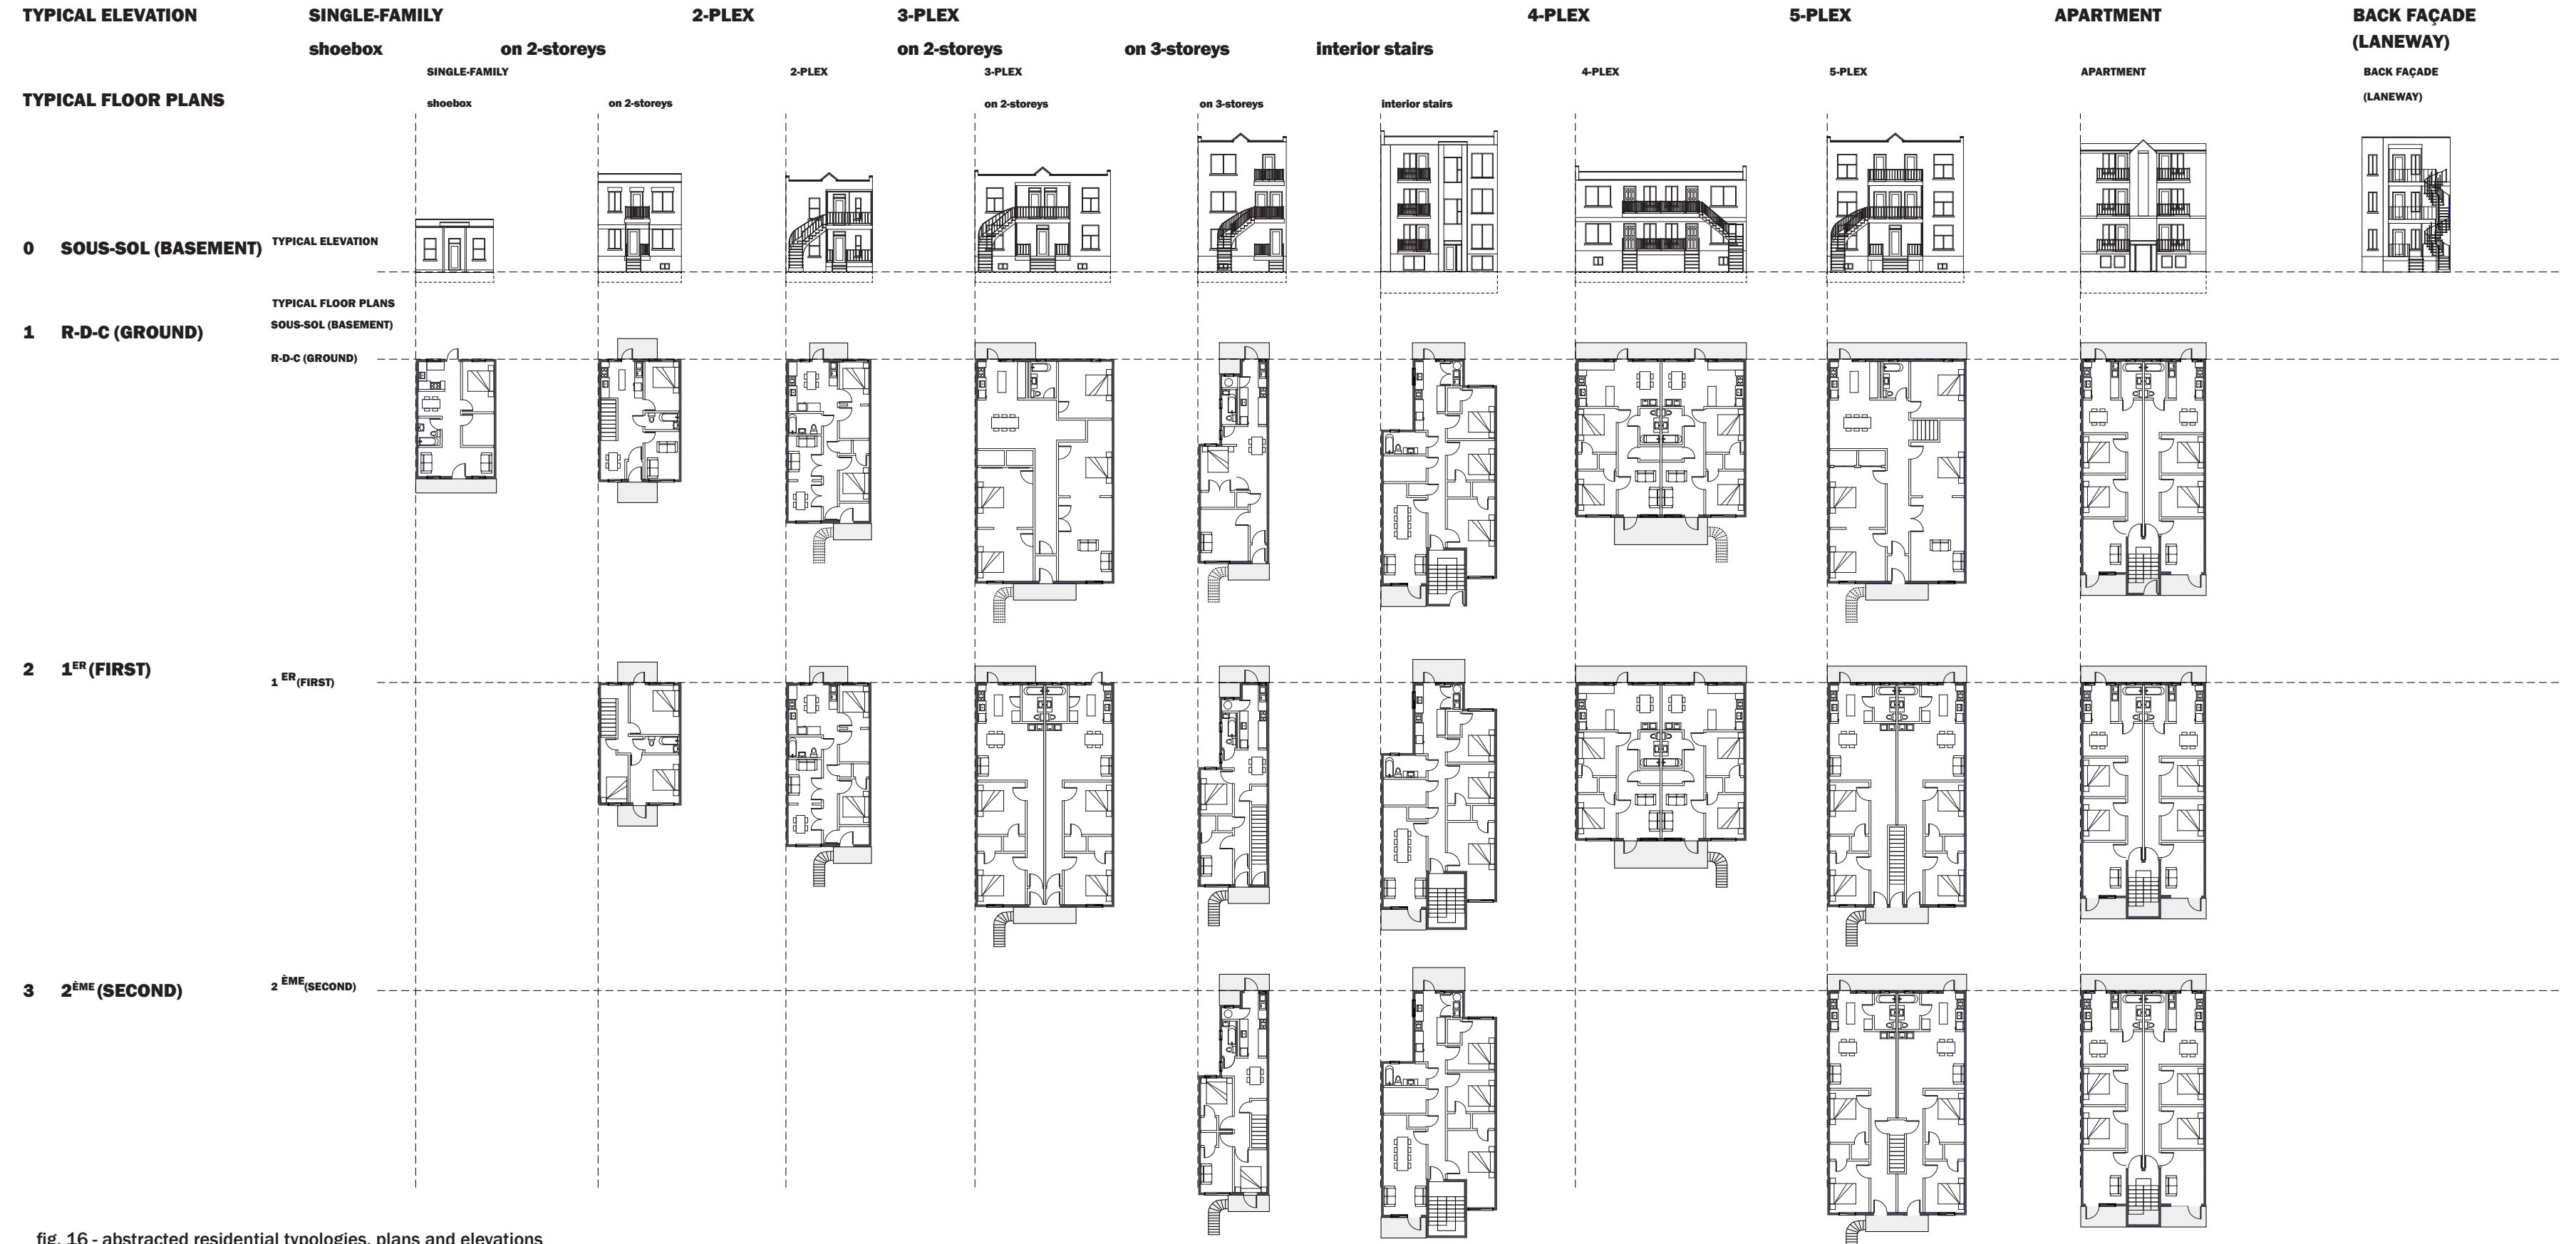 TYPICAL ELEVATION SINGLE-FAMILY 2-PLEX 3-PLEX 4-PLEX 5-PLEX APARTMENT BACK FAÇADE
shoebox on 2-storeys on 2-storeys on 3-storeys interior stairs (LANEWAY)
SINGLE-FAMILY 2-PLEX 3-PLEX 4-PLEX 5-PLEX APARTMENT BACK FAÇADE
TYPICAL FLOOR PLANS
shoebox on 2-storeys on 2-storeys on 3-storeys interior stairs (LANEWAY)
0 SOUS-SOL (BASEMENT)
TYPICAL ELEVATION
TYPICAL FLOOR PLANS
SOUS-SOL (BASEMENT)
1 R-D-C (GROUND)
R-D-C (GROUND)
2 1ER (FIRST)
1 ER (FIRST)
3 2ÈME (SECOND)
2 ÈME (SECOND)
fig. 16 - abstracted residential typologies, plans and elevations